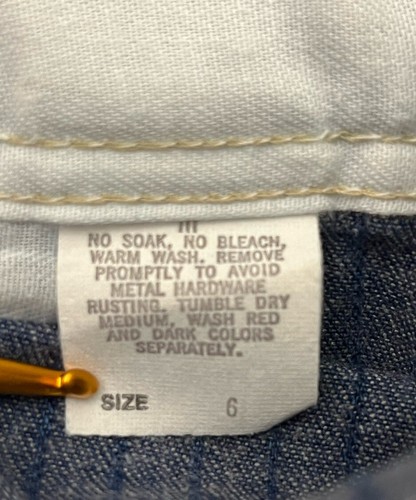 NO SOAK, NO BLEACH,
WARM WASH. REMOVE
PROMPTLY TO AVOID
METAL HARDWARE
RUSTING. TUMBLE DRY
MEDIUM, WASH RED
AND DARK COLORS
SEPARATELY.
SIZE 6